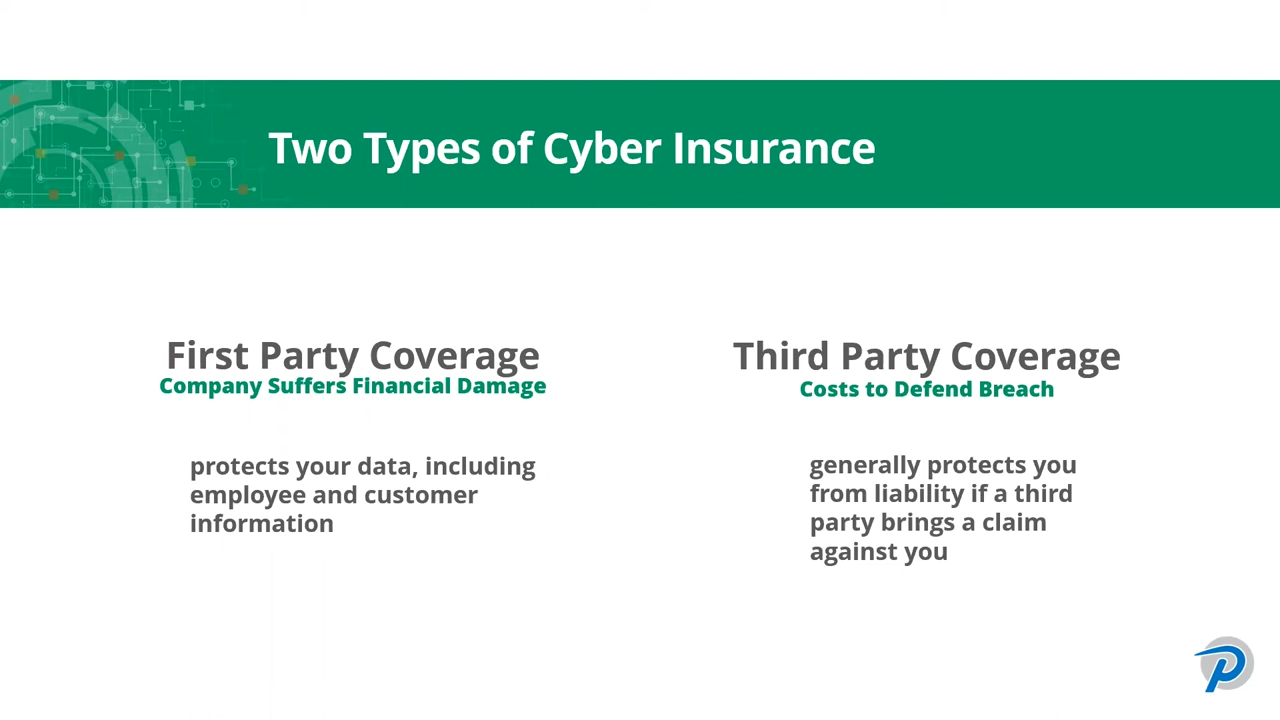 Two Types of Cyber Insurance
First Party Coverage
Company Suffers Financial Damage
protects your data, including
employee and customer
information
Third Party Coverage
Costs to Defend Breach
generally protects you
from liability if a third
party brings a claim
against you